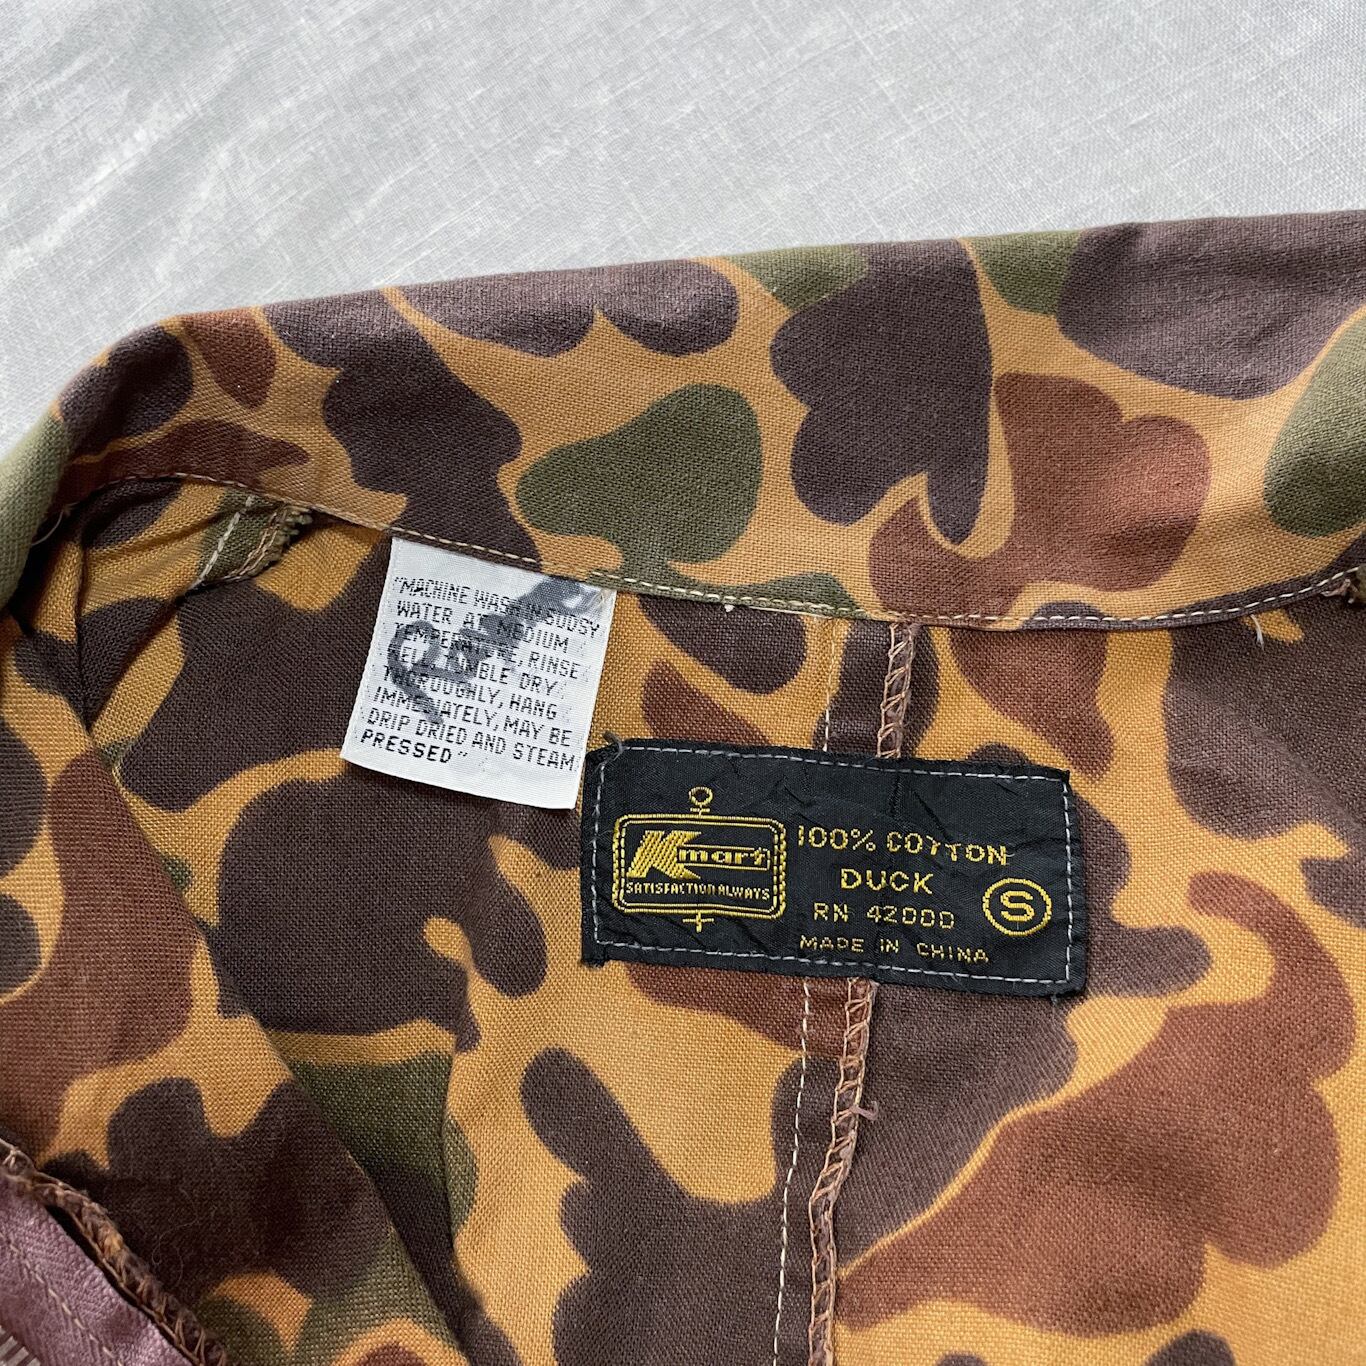 "MACHINE WASH IN SUDSY
WATER AT MEDIUM
TEMPERATURE, RINSE
WELL TUMBLE DRY
THOROUGHLY, HANG
IMMEDIATELY, MAY BE
DRIP DRIED AND STEAM
PRESSED"
Kmart
SATISFACTION ALWAYS
100% COTTON
DUCK
RN 42000
MADE IN CHINA
S